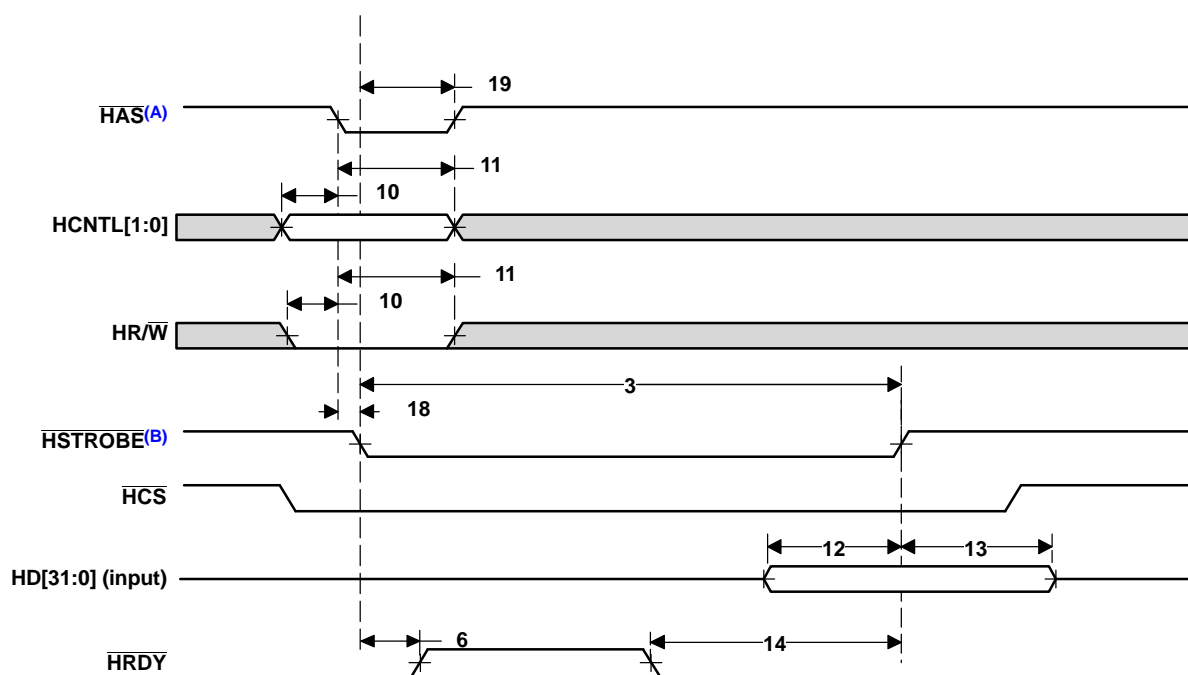 19
HAS(A)
11
10
HCNTL[1:0]
11
10
HR/W
3
18
HSTROBE(B)
HCS
12
13
HD[31:0] (input)
6
14
HRDY